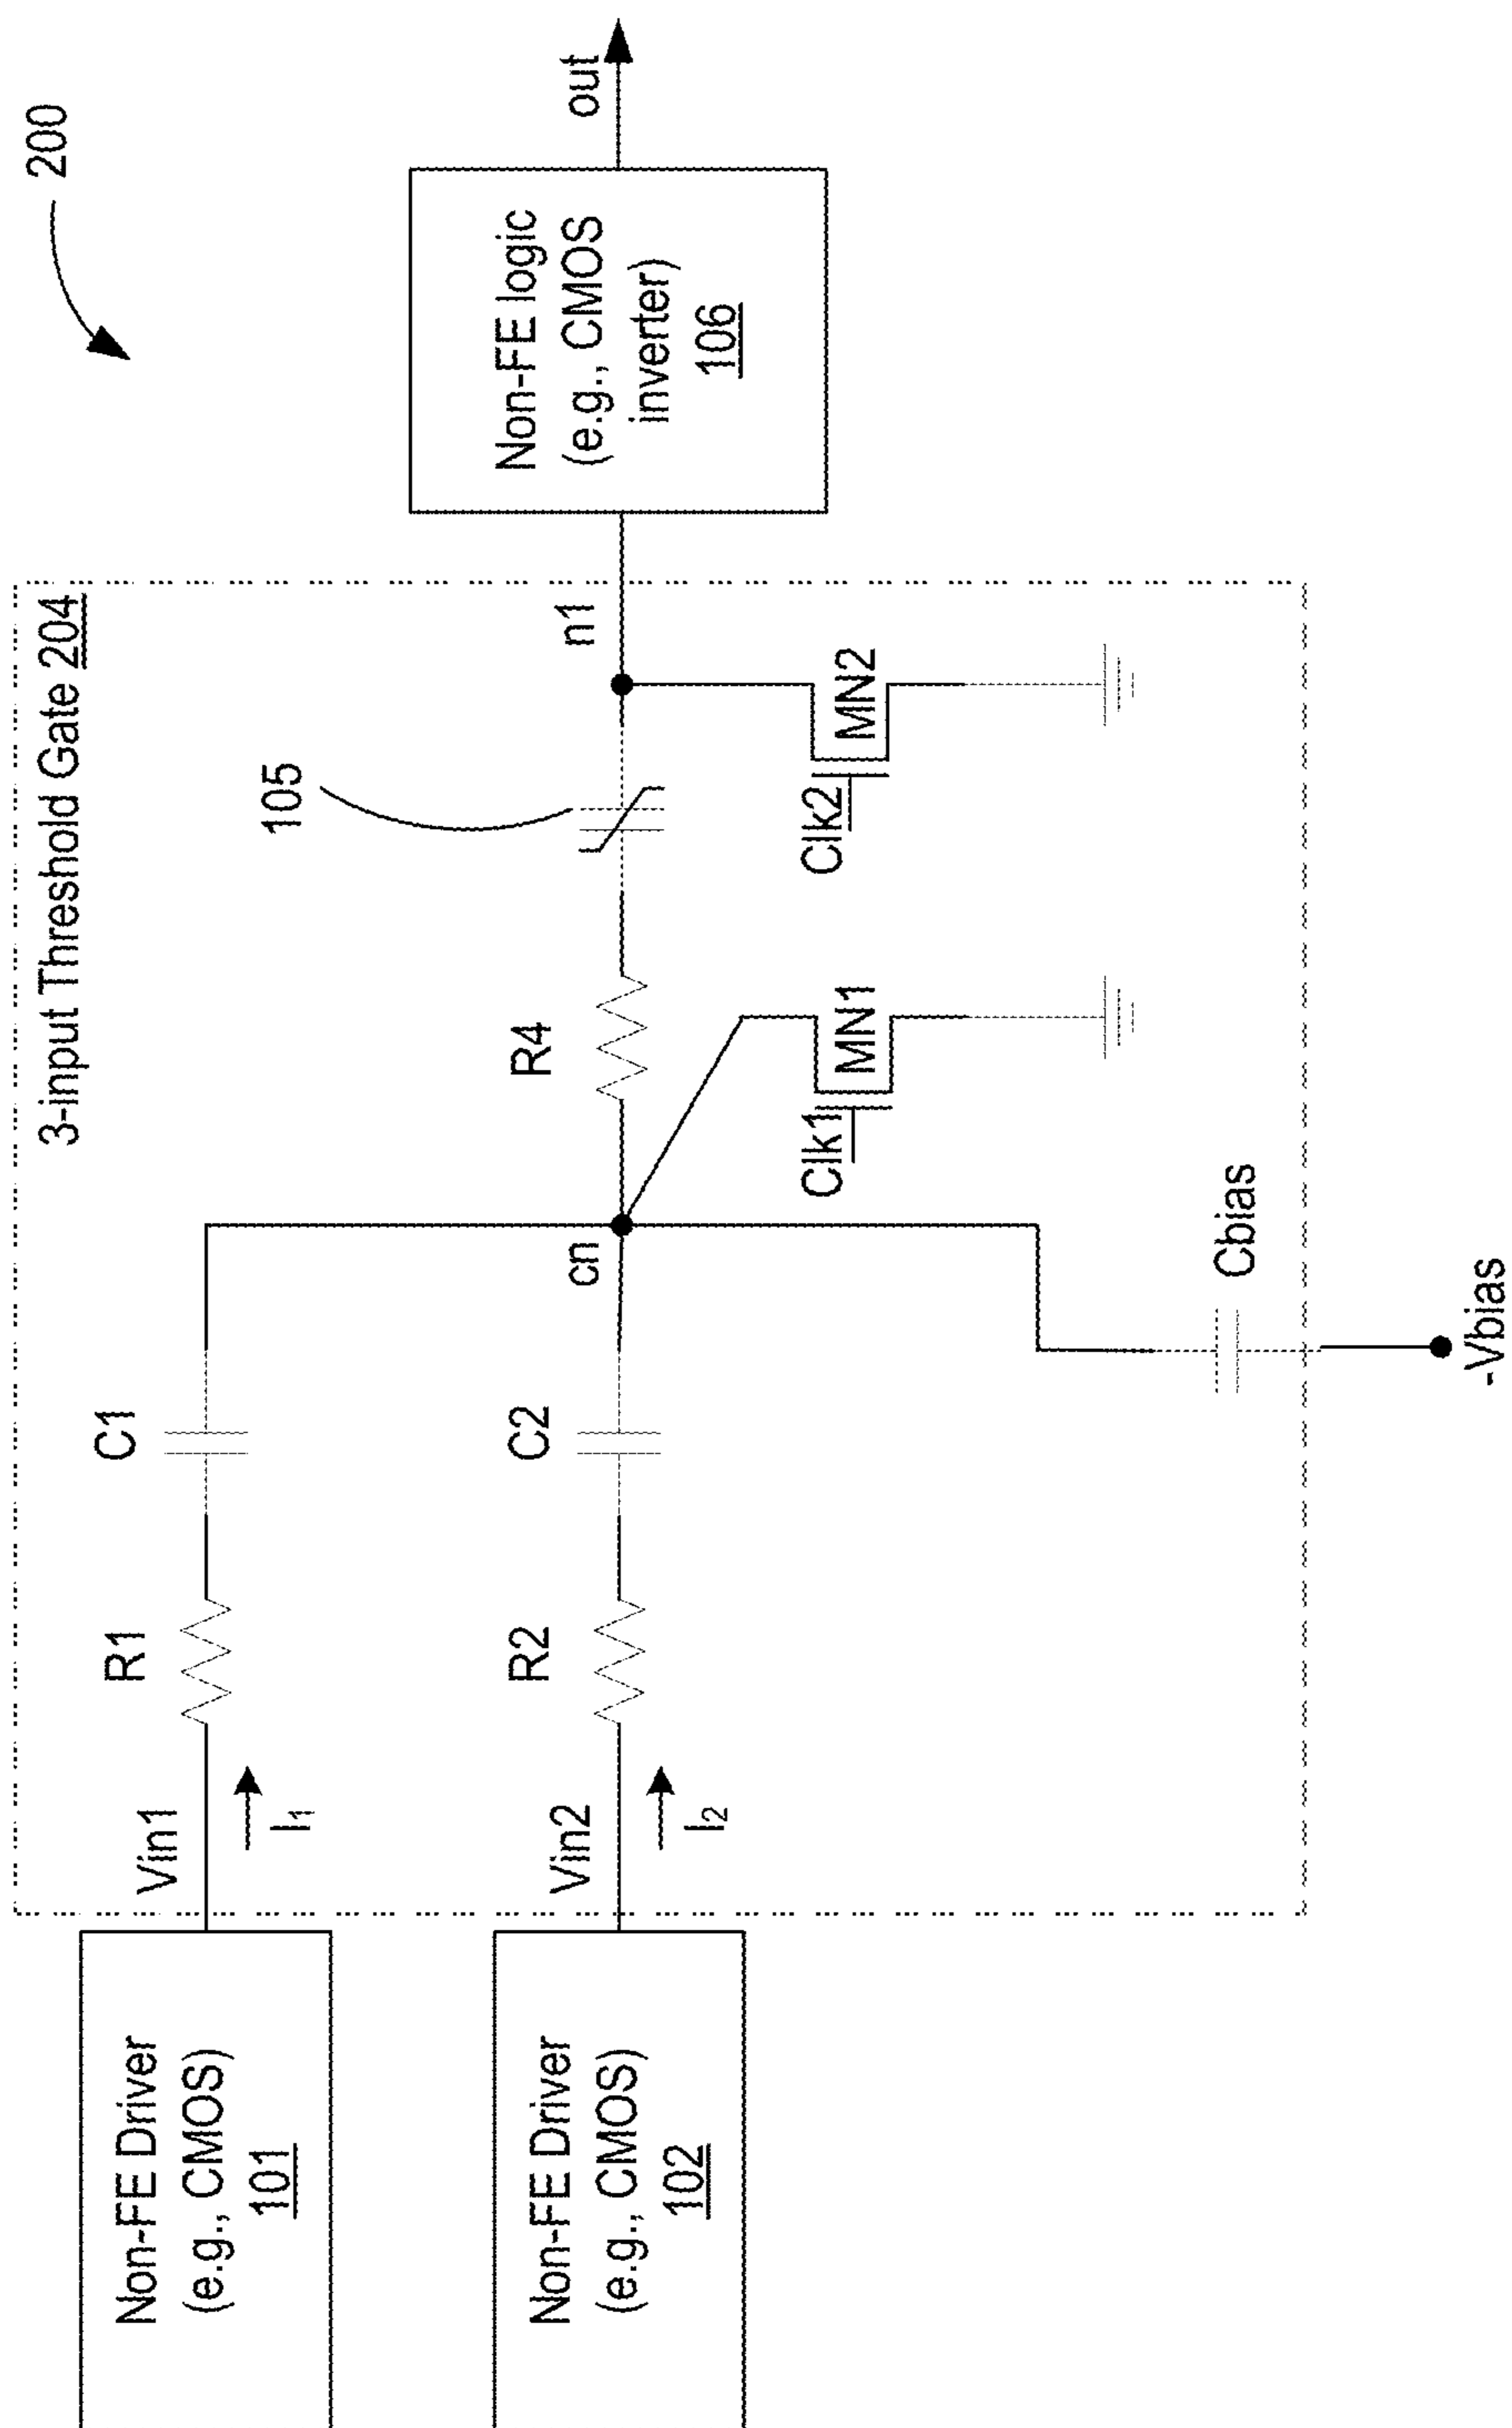 200
3-input Threshold Gate 204
Non-FE Driver
(e.g., CMOS)
101
Vin1
I1
R1
C1
Non-FE Driver
(e.g., CMOS)
102
Vin2
I2
R2
C2
cn
R4
105
n1
Clk1
MN1
Clk2
MN2
Cbias
-Vbias
Non-FE logic
(e.g., CMOS
inverter)
106
out